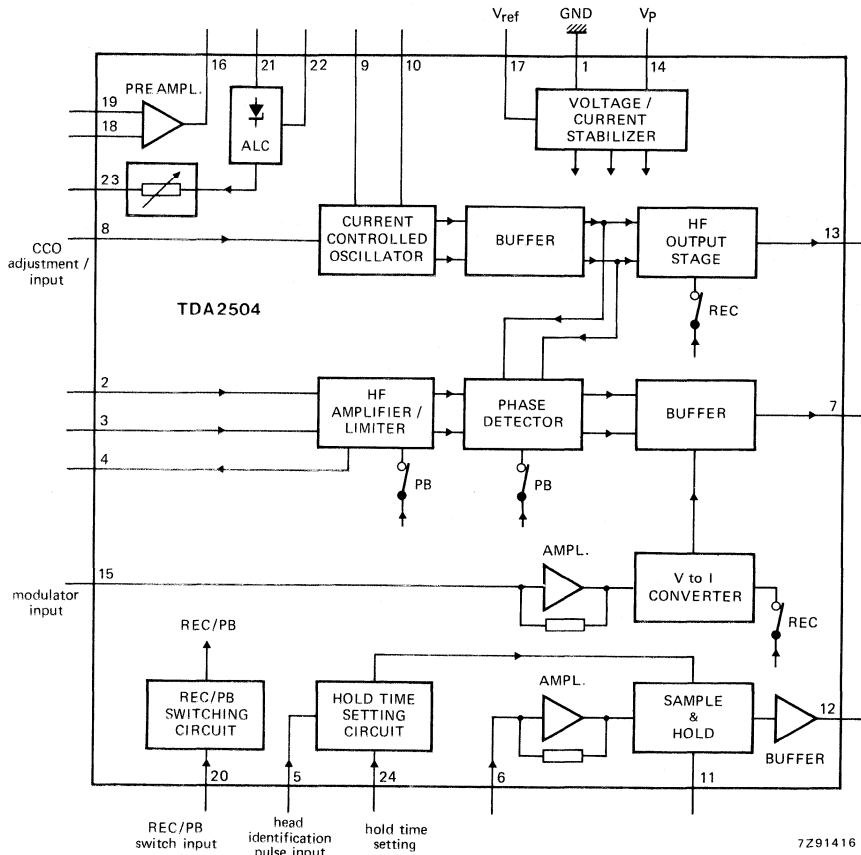 Vref
GND
VP
16
21
22
9
10
17
1
14
PREAMPL.
19
18
ALC
VOLTAGE /
CURRENT
STABILIZER
23
8
CCO
adjustment /
input
CURRENT
CONTROLLED
OSCILLATOR
BUFFER
HF
OUTPUT
STAGE
13
REC
TDA2504
2
3
4
HF
AMPLIFIER /
LIMITER
PHASE
DETECTOR
BUFFER
7
PB
PB
15
modulator
input
AMPL.
V to I
CONVERTER
REC
REC/PB
REC/PB
SWITCHING
CIRCUIT
HOLD TIME
SETTING
CIRCUIT
AMPL.
SAMPLE
&
HOLD
12
BUFFER
20
5
24
6
11
REC/PB
switch input
head
identification
pulse input
hold time
setting
7Z91416